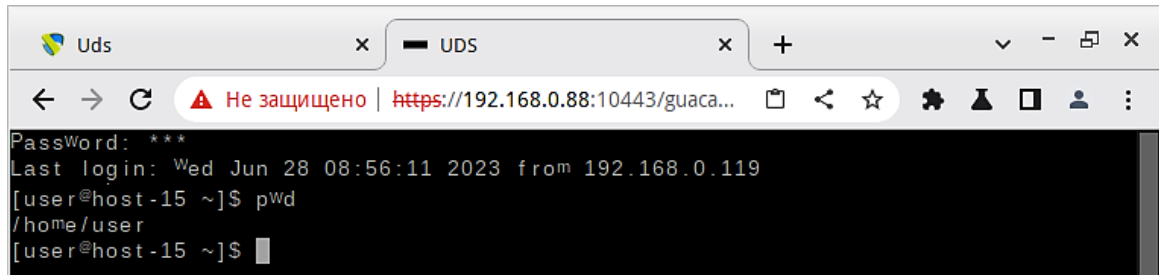 Uds
UDS
Не защищено | https://192.168.0.88:10443/guaca...
Password: ***
Last login: Wed Jun 28 08:56:11 2023 from 192.168.0.119
[user@host-15 ~]$ pwd
/home/user
[user@host-15 ~]$